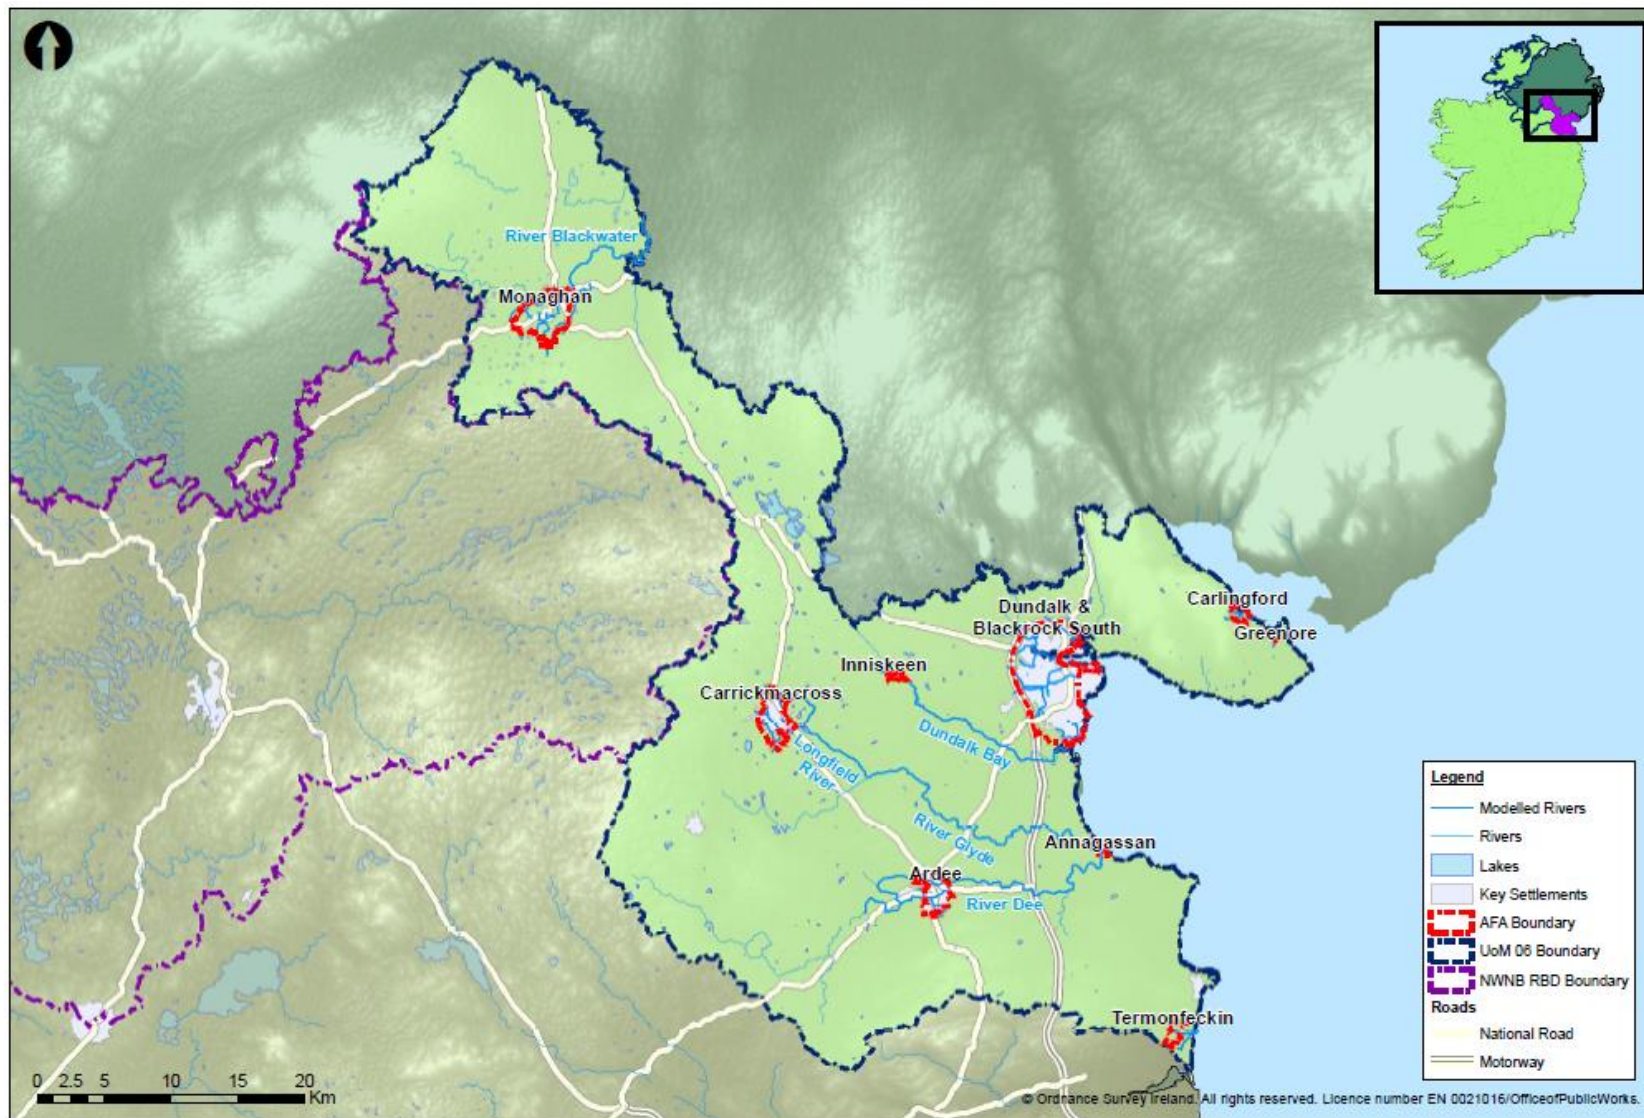 River Blackwater
Monaghan
Carlingford
Dundalk &
Blackrock South
Greenore
Inniskeen
Carrickmacross
Dundalk Bay
Longfield
River
River Glyde
Annagassan
Ardee
River Dee
Termonfeckin
Legend
Modelled Rivers
Rivers
Lakes
Key Settlements
AFA Boundary
UoM 06 Boundary
NWNB RBD Boundary
Roads
National Road
Motorway
0 2.5 5 10 15 20
Km
© Ordnance Survey Ireland. All rights reserved. Licence number EN 0021016/OfficeofPublicWorks.